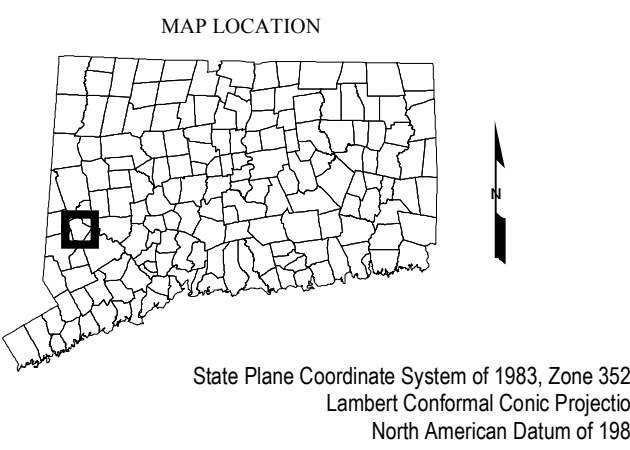 MAP LOCATION
N
State Plane Coordinate System of 1983, Zone 352
Lambert Conformal Conic Projectio
North American Datum of 198